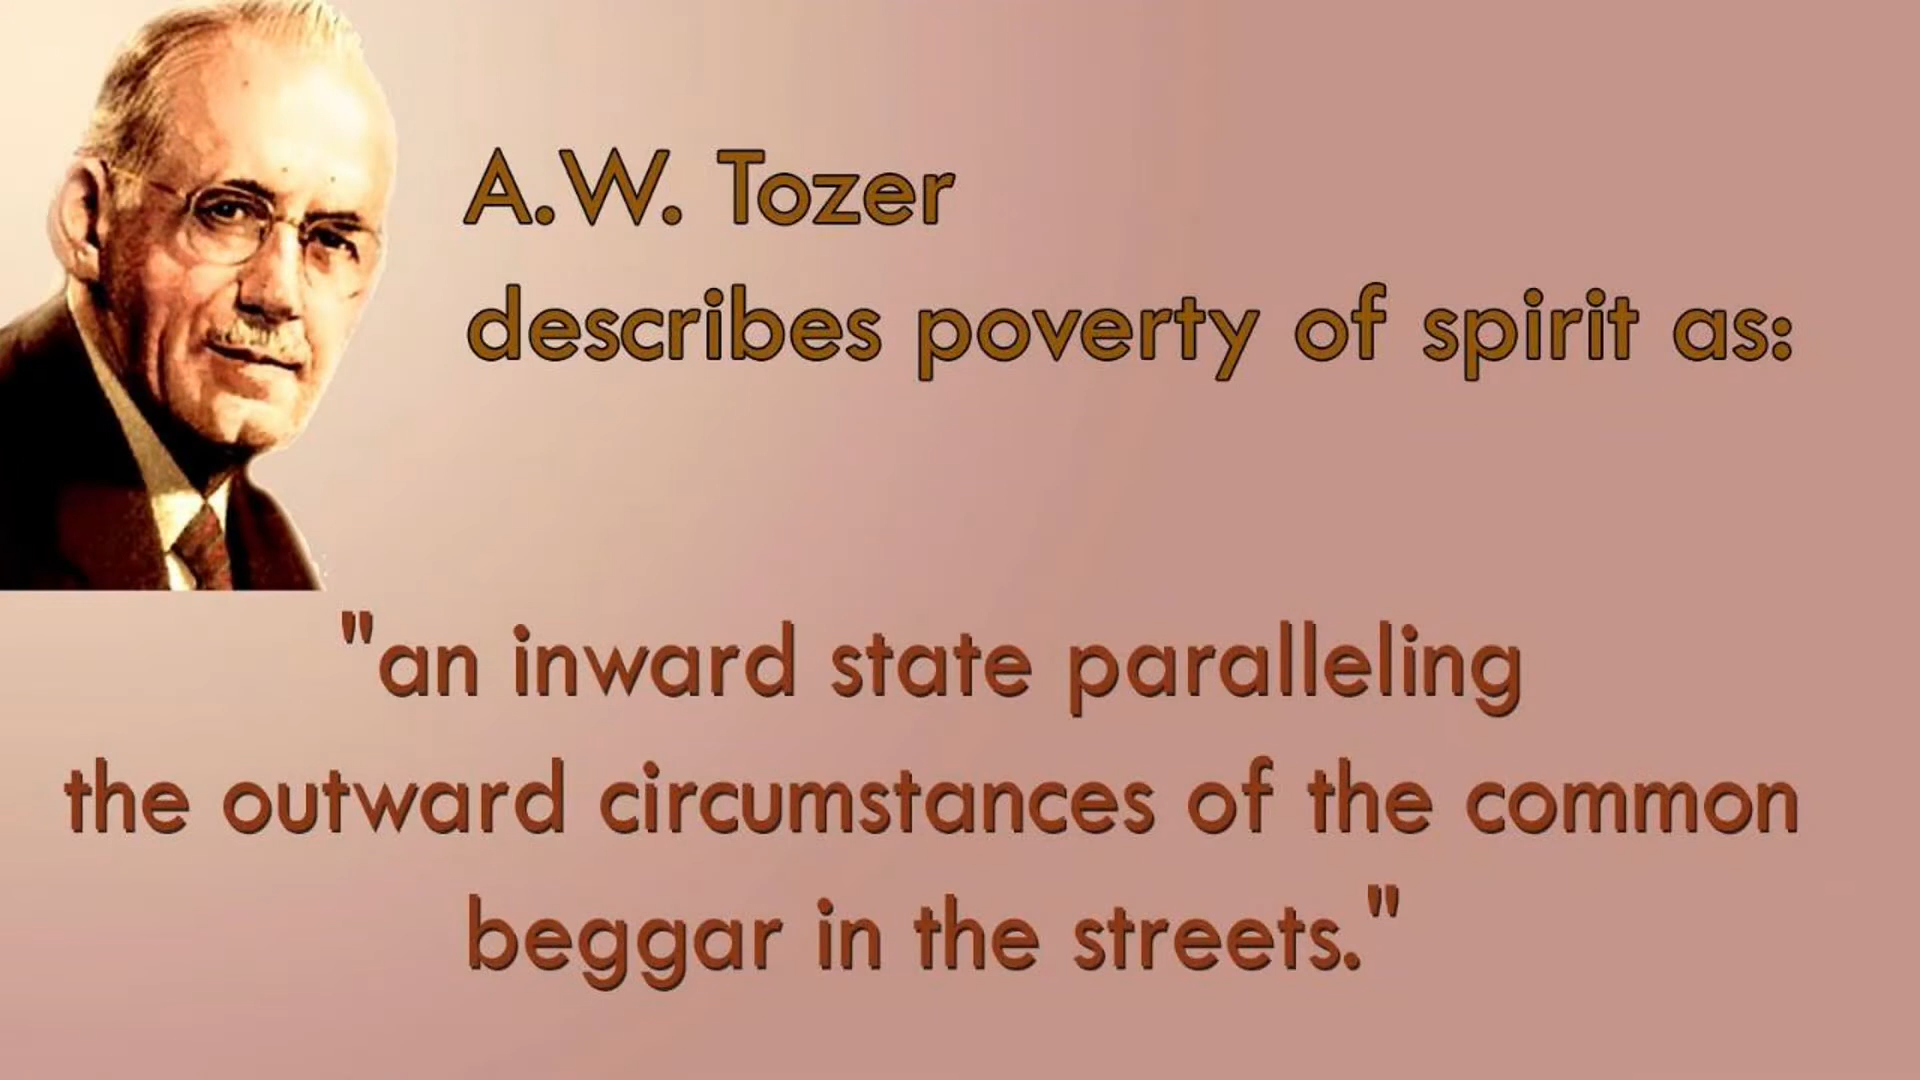 A.W. Tozer
describes poverty of spirit as:
"an inward state paralleling
the outward circumstances of the common
beggar in the streets."